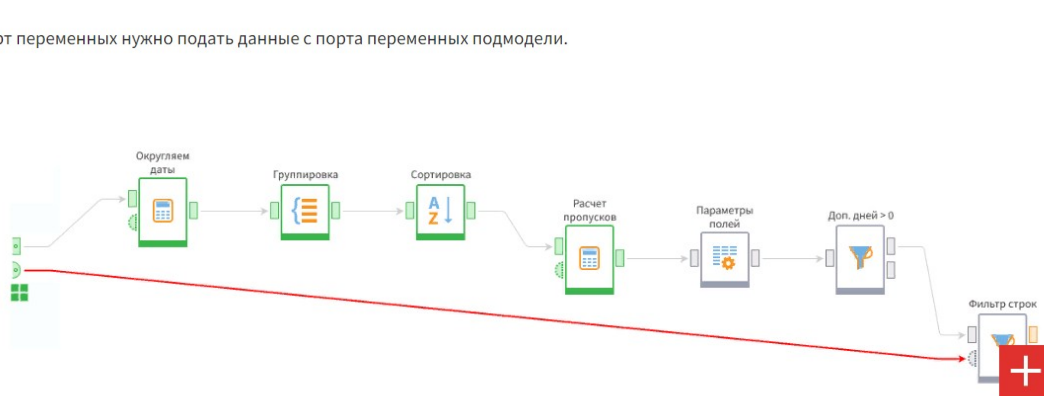 переменных нужно подать данные с порта переменных подмодели.
Округляем
даты
Группировка
Сортировка
A
Z
Расчет
пропусков
Параметры
полей
Доп. дней > 0
Фильтр строк